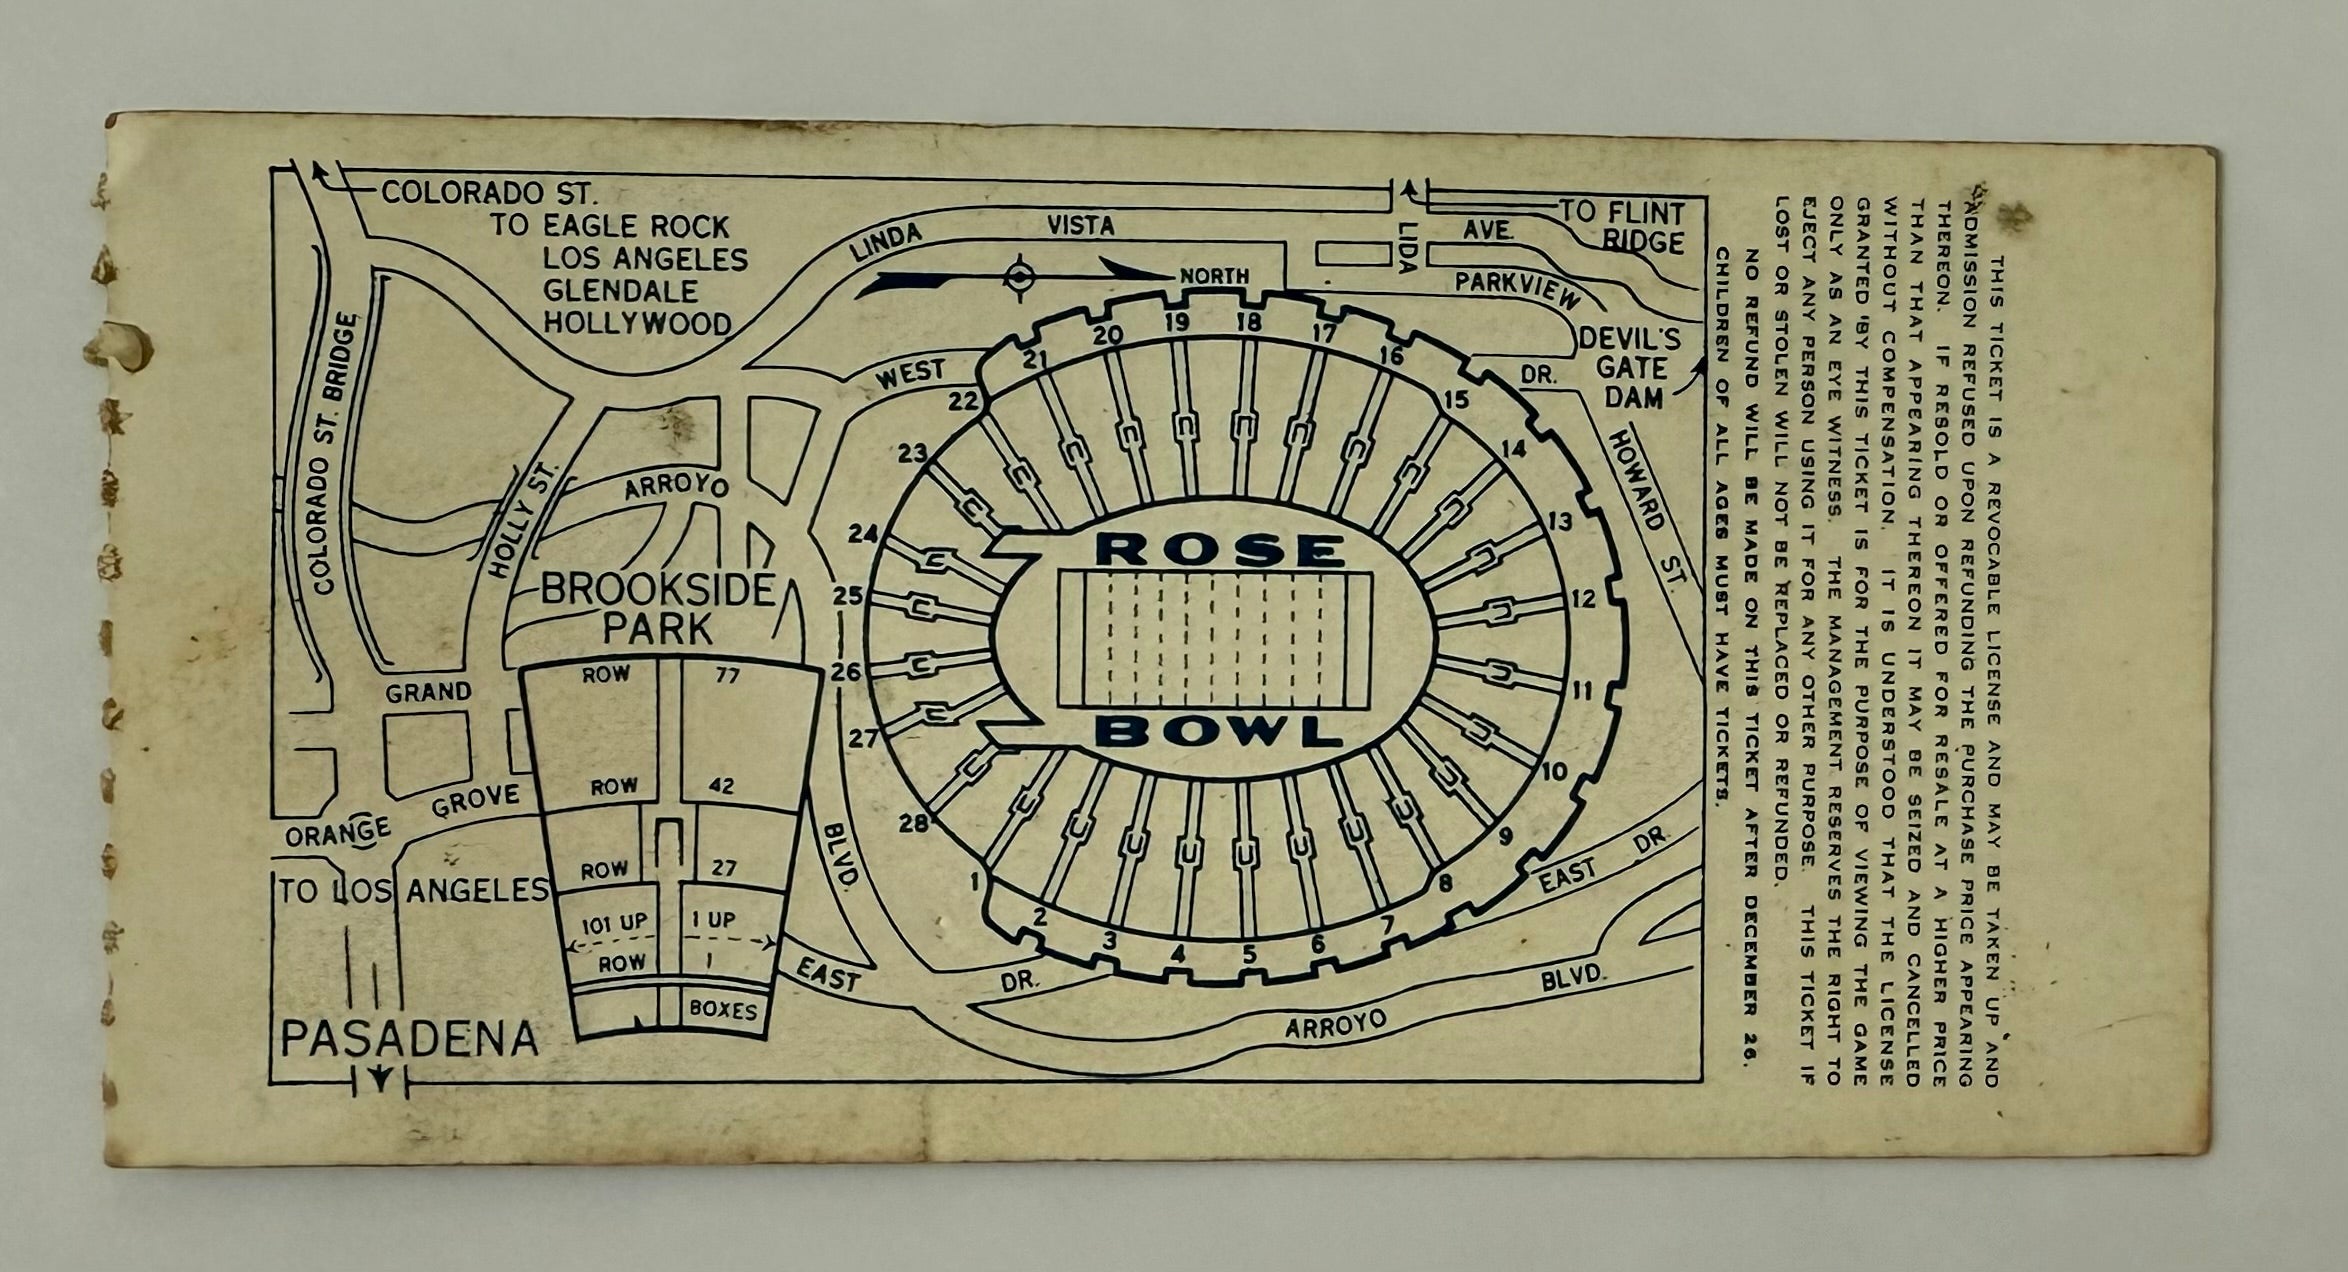 COLORADO ST.
TO EAGLE ROCK
LOS ANGELES
GLENDALE
HOLLYWOOD
LINDA
VISTA
AVE.
LIDA
TO FLINT
RIDGE
NORTH
PARKVIEW
DEVIL'S
GATE
DAM
WEST
DR.
HOWARD ST.
COLORADO ST. BRIDGE
HOLLY ST.
ARROYO
BROOKSIDE
PARK
GRAND
GROVE
ORANGE
TO LOS ANGELES
PASADENA
BLVD.
EAST
DR.
EAST DR.
ARROYO
BLVD.
22
21
20
19
18
17
16
15
14
13
12
11
10
9
8
7
6
5
4
3
2
1
28
27
26
25
24
23
ROSE
BOWL
ROW 77
ROW 42
ROW 27
101 UP 1 UP
ROW 1
BOXES
THIS TICKET IS A REVOCABLE LICENSE AND MAY BE TAKEN UP AND
ADMISSION REFUSED UPON REFUNDING THE PURCHASE PRICE APPEARING
THEREON. IF RESOLD OR OFFERED FOR RESALE AT A HIGHER PRICE
THAN THAT APPEARING THEREON IT MAY BE SEIZED AND CANCELLED
WITHOUT COMPENSATION. IT IS UNDERSTOOD THAT THE LICENSE
GRANTED BY THIS TICKET IS FOR THE PURPOSE OF VIEWING THE GAME
ONLY AS AN EYE WITNESS. THE MANAGEMENT RESERVES THE RIGHT TO
EJECT ANY PERSON USING IT FOR ANY OTHER PURPOSE. THIS TICKET IF
LOST OR STOLEN WILL NOT BE REPLACED OR REFUNDED.
NO REFUND WILL BE MADE ON THIS TICKET AFTER DECEMBER 26.
CHILDREN OF ALL AGES MUST HAVE TICKETS.